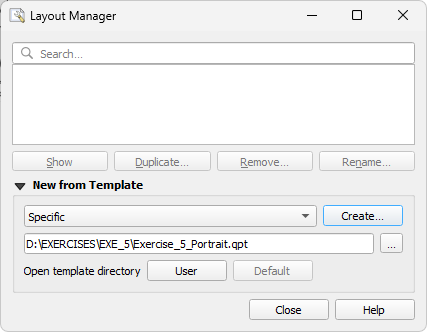 Layout Manager
Search...
Show Duplicate... Remove... Rename...
New from Template
Specific Create...
D:\EXERCISES\EXE_5\Exercise_5_Portrait.qpt ...
Open template directory User Default
Close Help